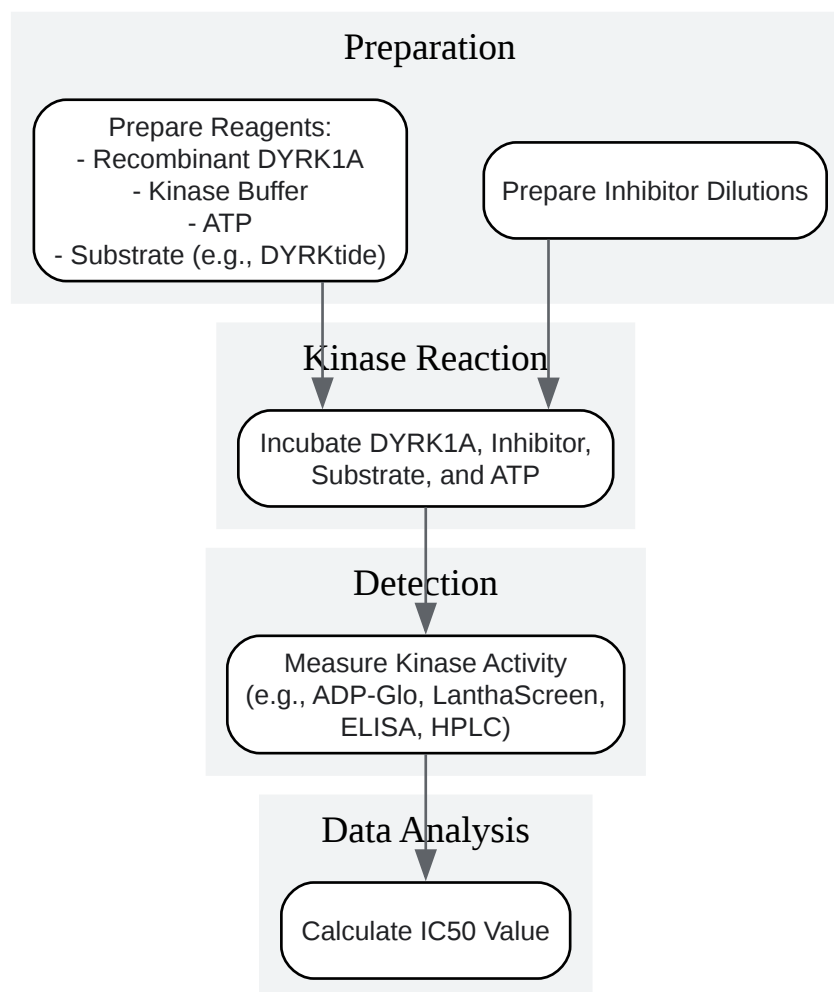 Preparation
Prepare Reagents:
- Recombinant DYRK1A
- Kinase Buffer
- ATP
- Substrate (e.g., DYRKtide)
Prepare Inhibitor Dilutions
Kinase Reaction
Incubate DYRK1A, Inhibitor,
Substrate, and ATP
Detection
Measure Kinase Activity
(e.g., ADP-Glo, LanthaScreen,
ELISA, HPLC)
Data Analysis
Calculate IC50 Value